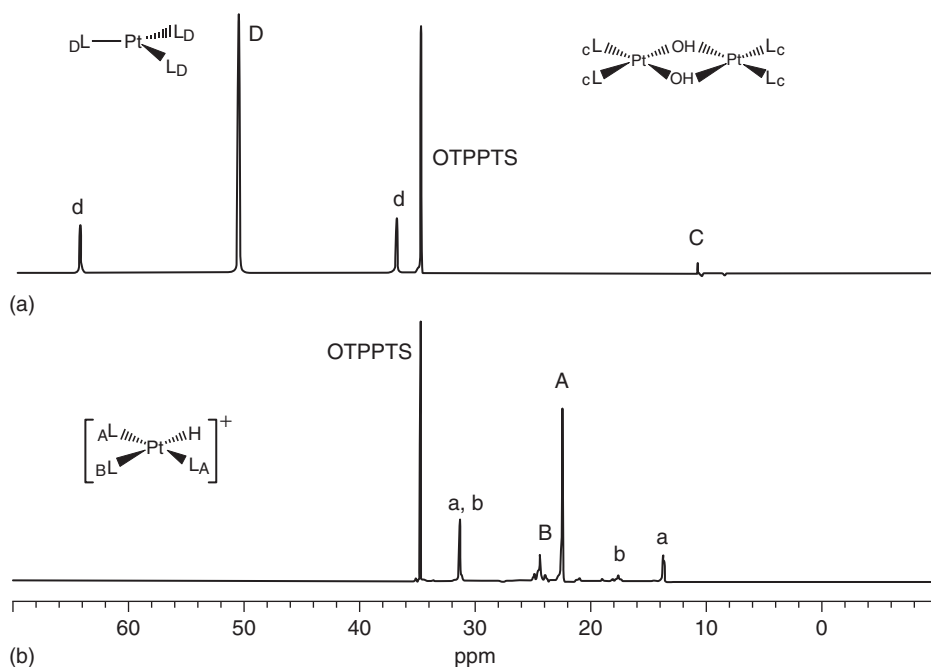 DL Pt LD
LD
D
cL OH Lc
Pt Pt
cL OH Lc
OTPPTS
d
d
C
(a)
OTPPTS
A
[AL H]+
Pt
BL LA
a, b
B
b
a
60 50 40 30 20 10 0
(b) ppm